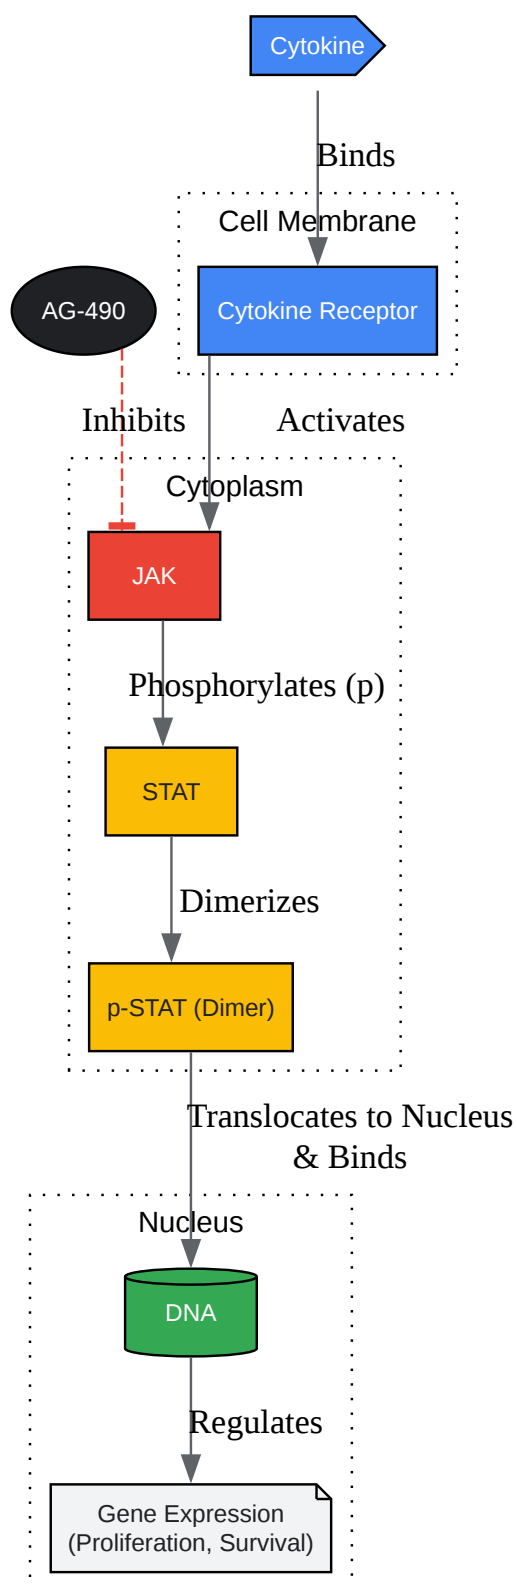 Cytokine
Binds
Cell Membrane
AG-490
Cytokine Receptor
Inhibits
Activates
Cytoplasm
JAK
Phosphorylates (p)
STAT
Dimerizes
p-STAT (Dimer)
Translocates to Nucleus
& Binds
Nucleus
DNA
Regulates
Gene Expression
(Proliferation, Survival)